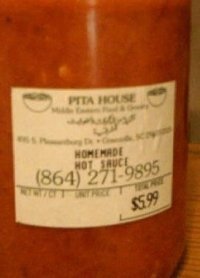 PITA HOUSE
Middle Eastern Food & Grocery
495 S. Pleasantburg Dr. • Greenville, SC
HOMEMADE
HOT SAUCE
(864) 271-9895
NET WT / CT UNIT PRICE TOTAL PRICE
$5.99